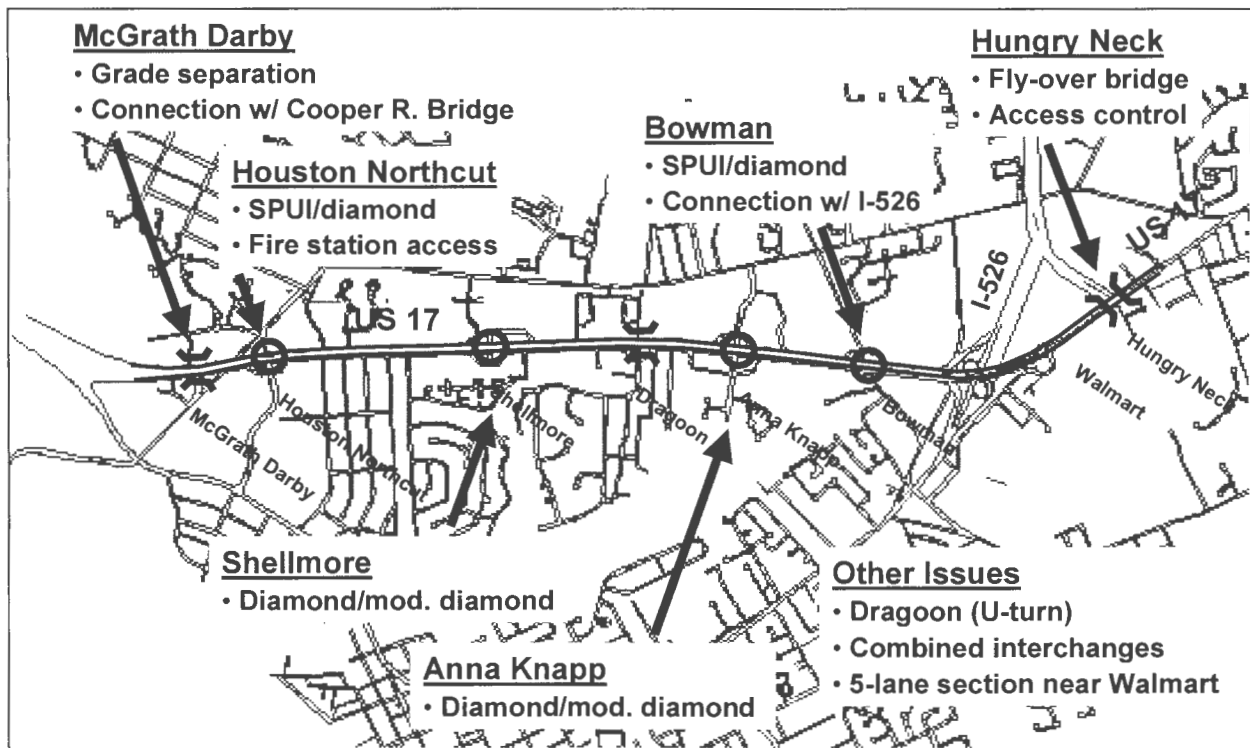 McGrath Darby
• Grade separation
• Connection w/ Cooper R. Bridge
Houston Northcut
• SPUI/diamond
• Fire station access
Bowman
• SPUI/diamond
• Connection w/ I-526
Hungry Neck
• Fly-over bridge
• Access control
US 17
I-526
US 1
McGrath Darby
Houston Northcut
Shellmore
Dragoon
Anna Knapp
Bowman
Walmart
Hungry Neck
Shellmore
• Diamond/mod. diamond
Anna Knapp
• Diamond/mod. diamond
Other Issues
• Dragoon (U-turn)
• Combined interchanges
• 5-lane section near Walmart